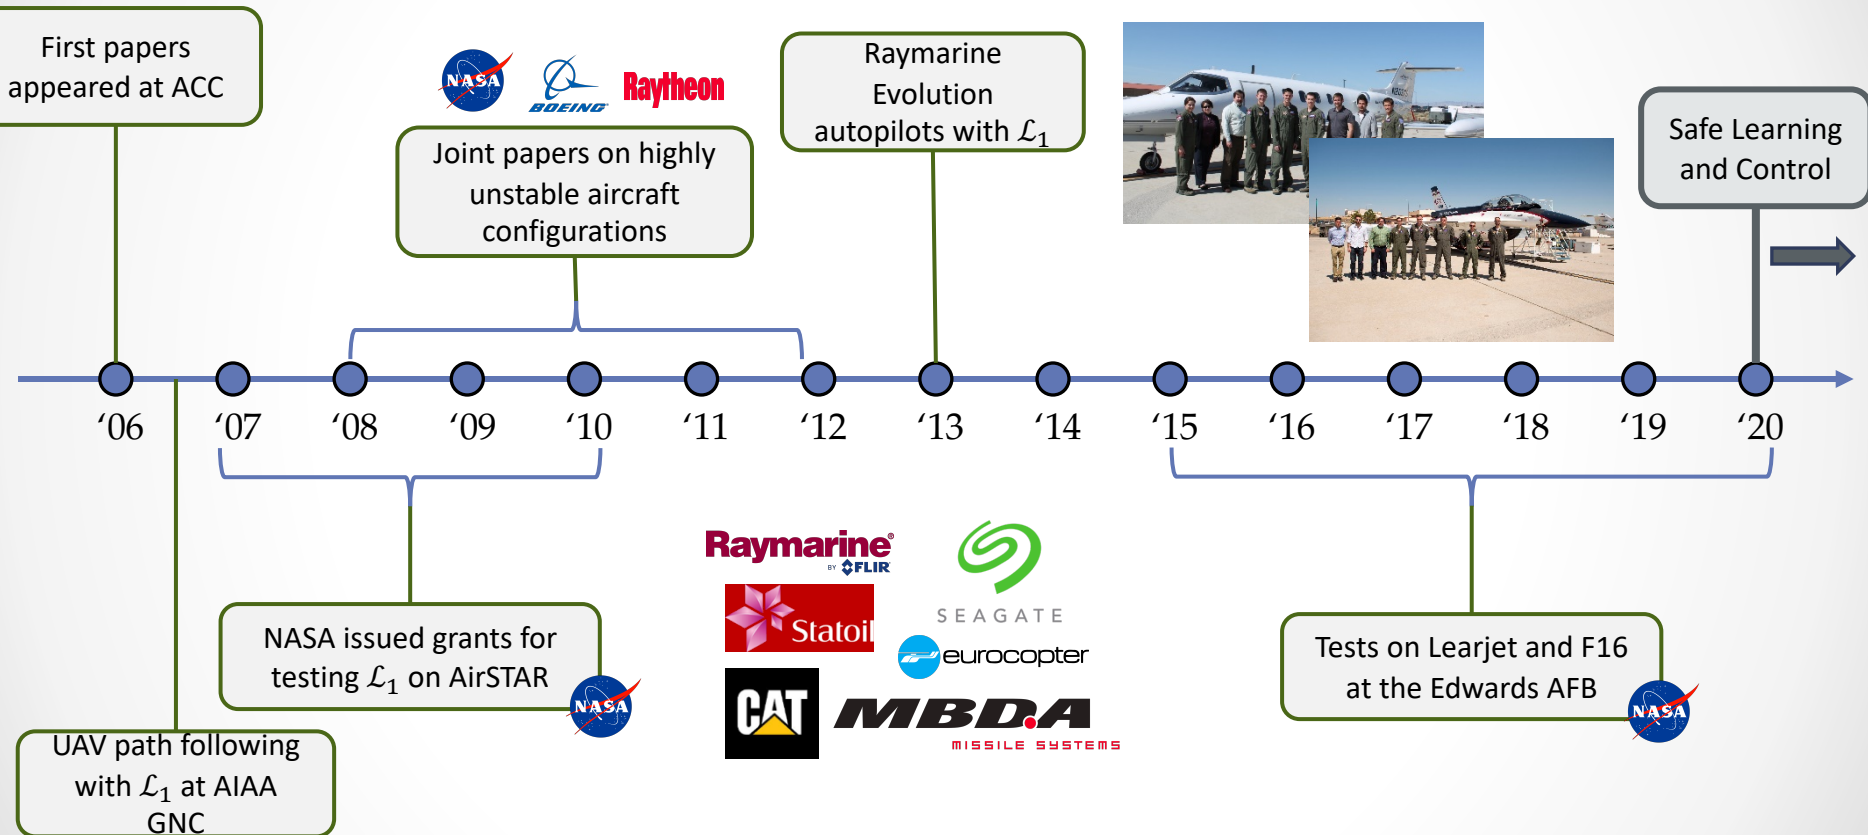 First papers
appeared at ACC
NASA
BOEING
Raytheon
Joint papers on highly
unstable aircraft
configurations
Raymarine
Evolution
autopilots with ℒ₁
Safe Learning
and Control
‘06 ‘07 ‘08 ‘09 ‘10 ‘11 ‘12 ‘13 ‘14 ‘15 ‘16 ‘17 ‘18 ‘19 ‘20
UAV path following
with ℒ₁ at AIAA
GNC
NASA issued grants for
testing ℒ₁ on AirSTAR
NASA
Raymarine®
BY FLIR
SEAGATE
Statoil
eurocopter
CAT
MBDA
MISSILE SYSTEMS
Tests on Learjet and F16
at the Edwards AFB
NASA